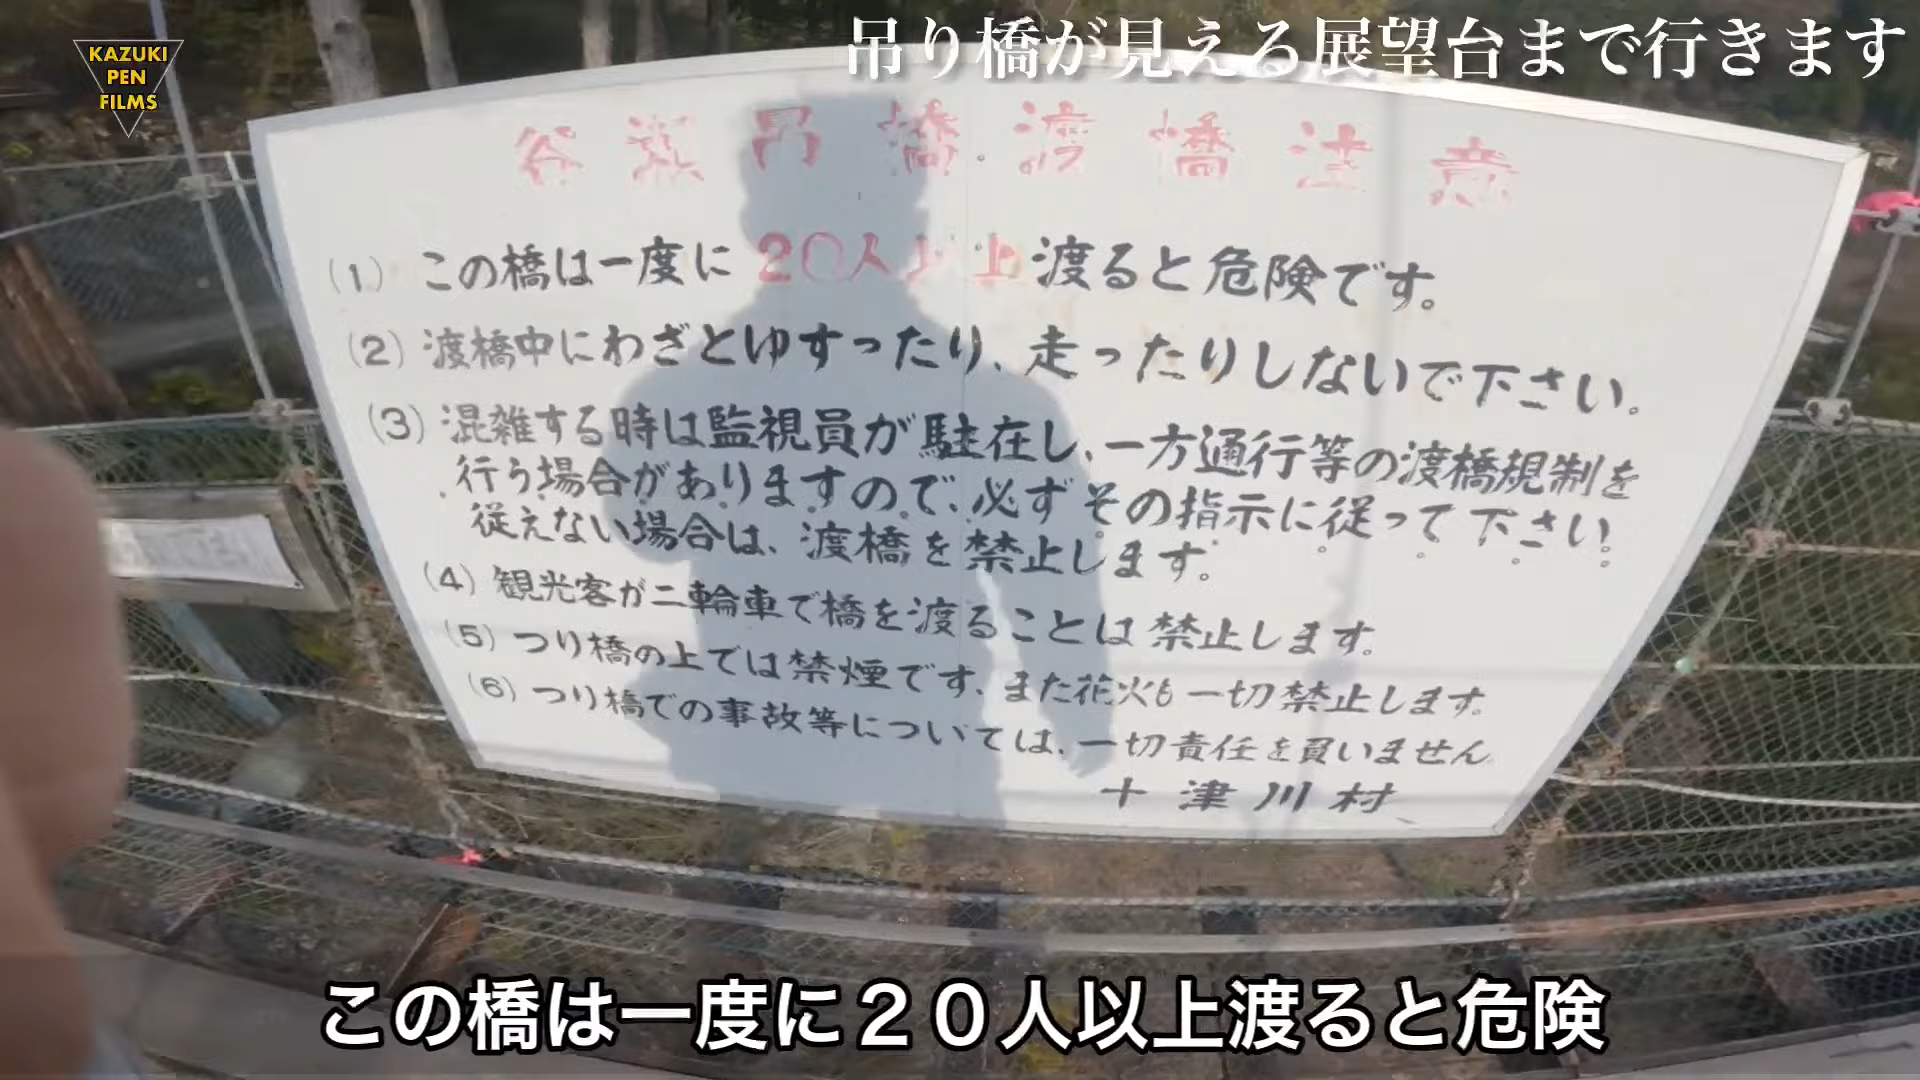 吊り橋が見える展望台まで行きます
KAZUKI
PEN
FILMS
谷瀬吊橋渡橋注意
(1) この橋は一度に20人以上渡ると危険です。
(2) 渡橋中にわざとゆすったり、走ったりしないで下さい。
(3) 混雑する時は監視員が駐在し、一方通行等の渡橋規制を
行う場合がありますので、必ずその指示に従って下さい。
従えない場合は、渡橋を禁止します。
(4) 観光客が二輪車で橋を渡ることは禁止します。
(5) つり橋の上では禁煙です、また花火も一切禁止します。
(6) つり橋での事故等については、一切責任を負いません
十津川村
この橋は一度に20人以上渡ると危険